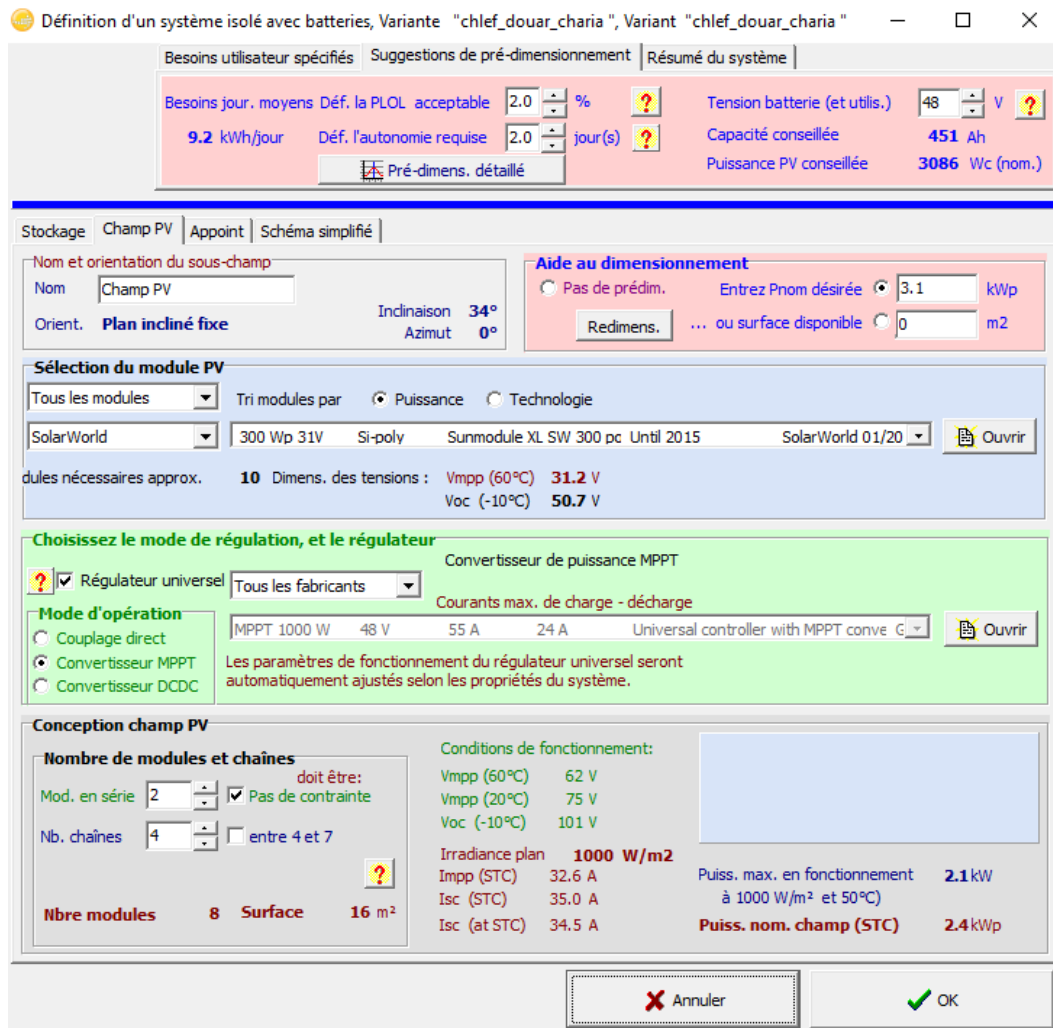 Définition d'un système isolé avec batteries, Variante "chlef_douar_charia ", Variant "chlef_douar_charia "
Besoins utilisateur spécifiés Suggestions de pré-dimensionnement Résumé du système
Besoins jour. moyens Déf. la PLOL acceptable 2.0 % ? Tension batterie (et utilis.) 48 V ?
9.2 kWh/jour Déf. l'autonomie requise 2.0 jour(s) ? Capacité conseillée 451 Ah
Pré-dimens. détaillé Puissance PV conseillée 3086 Wc (nom.)
Stockage Champ PV Appoint Schéma simplifié
Nom et orientation du sous-champ
Nom Champ PV
Orient. Plan incliné fixe Inclinaison 34°
Azimut 0°
Aide au dimensionnement
Pas de prédim. Entrez Pnom désirée 3.1 kWp
Redimens. ... ou surface disponible 0 m2
Sélection du module PV
Tous les modules Tri modules par Puissance Technologie
SolarWorld 300 Wp 31V Si-poly Sunmodule XL SW 300 po Until 2015 SolarWorld 01/20 Ouvrir
dules nécessaires approx. 10 Dimens. des tensions : Vmpp (60°C) 31.2 V
Voc (-10°C) 50.7 V
Choisissez le mode de régulation, et le régulateur
Convertisseur de puissance MPPT
? Régulateur universel Tous les fabricants
Courants max. de charge - décharge
Mode d'opération
MPPT 1000 W 48 V 55 A 24 A Universal controller with MPPT conve G Ouvrir
Couplage direct
Convertisseur MPPT
Convertisseur DCDC
Les paramètres de fonctionnement du régulateur universel seront
automatiquement ajustés selon les propriétés du système.
Conception champ PV
Nombre de modules et chaînes
doit être:
Mod. en série 2 Pas de contrainte
Nb. chaînes 4 entre 4 et 7
?
Nbre modules 8 Surface 16 m²
Conditions de fonctionnement:
Vmpp (60°C) 62 V
Vmpp (20°C) 75 V
Voc (-10°C) 101 V
Irradiance plan 1000 W/m2
Impp (STC) 32.6 A
Isc (STC) 35.0 A
Isc (at STC) 34.5 A
Puiss. max. en fonctionnement 2.1 kW
à 1000 W/m² et 50°C)
Puiss. nom. champ (STC) 2.4 kWp
Annuler OK